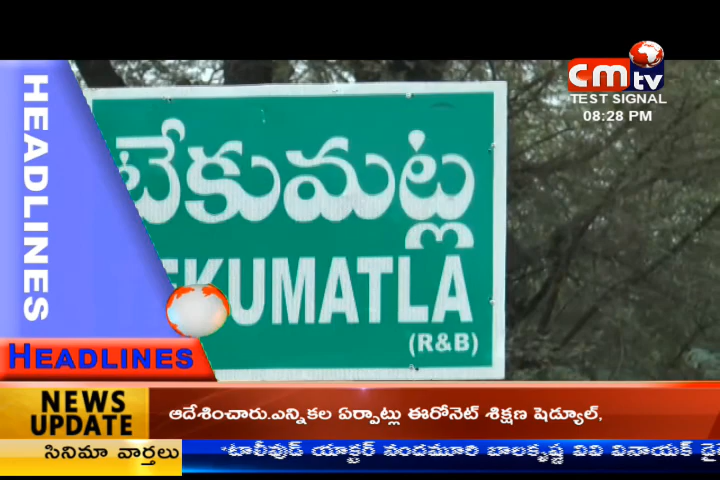 HEADLINES
cmtv
TEST SIGNAL
08:28 PM
టేకుమట్ల
EKUMATLA
(R&B)
HEADLINES
NEWS UPDATE
ఆదేశించారు.ఎన్నికల ఏర్పాట్లు ఈరోనెట్ శిక్షణ షెడ్యూల్,
సినిమా వార్తలు
టాలీవుడ్ యాక్టర్ నందమూరి బాలకృష్ణ వివి వినాయక్